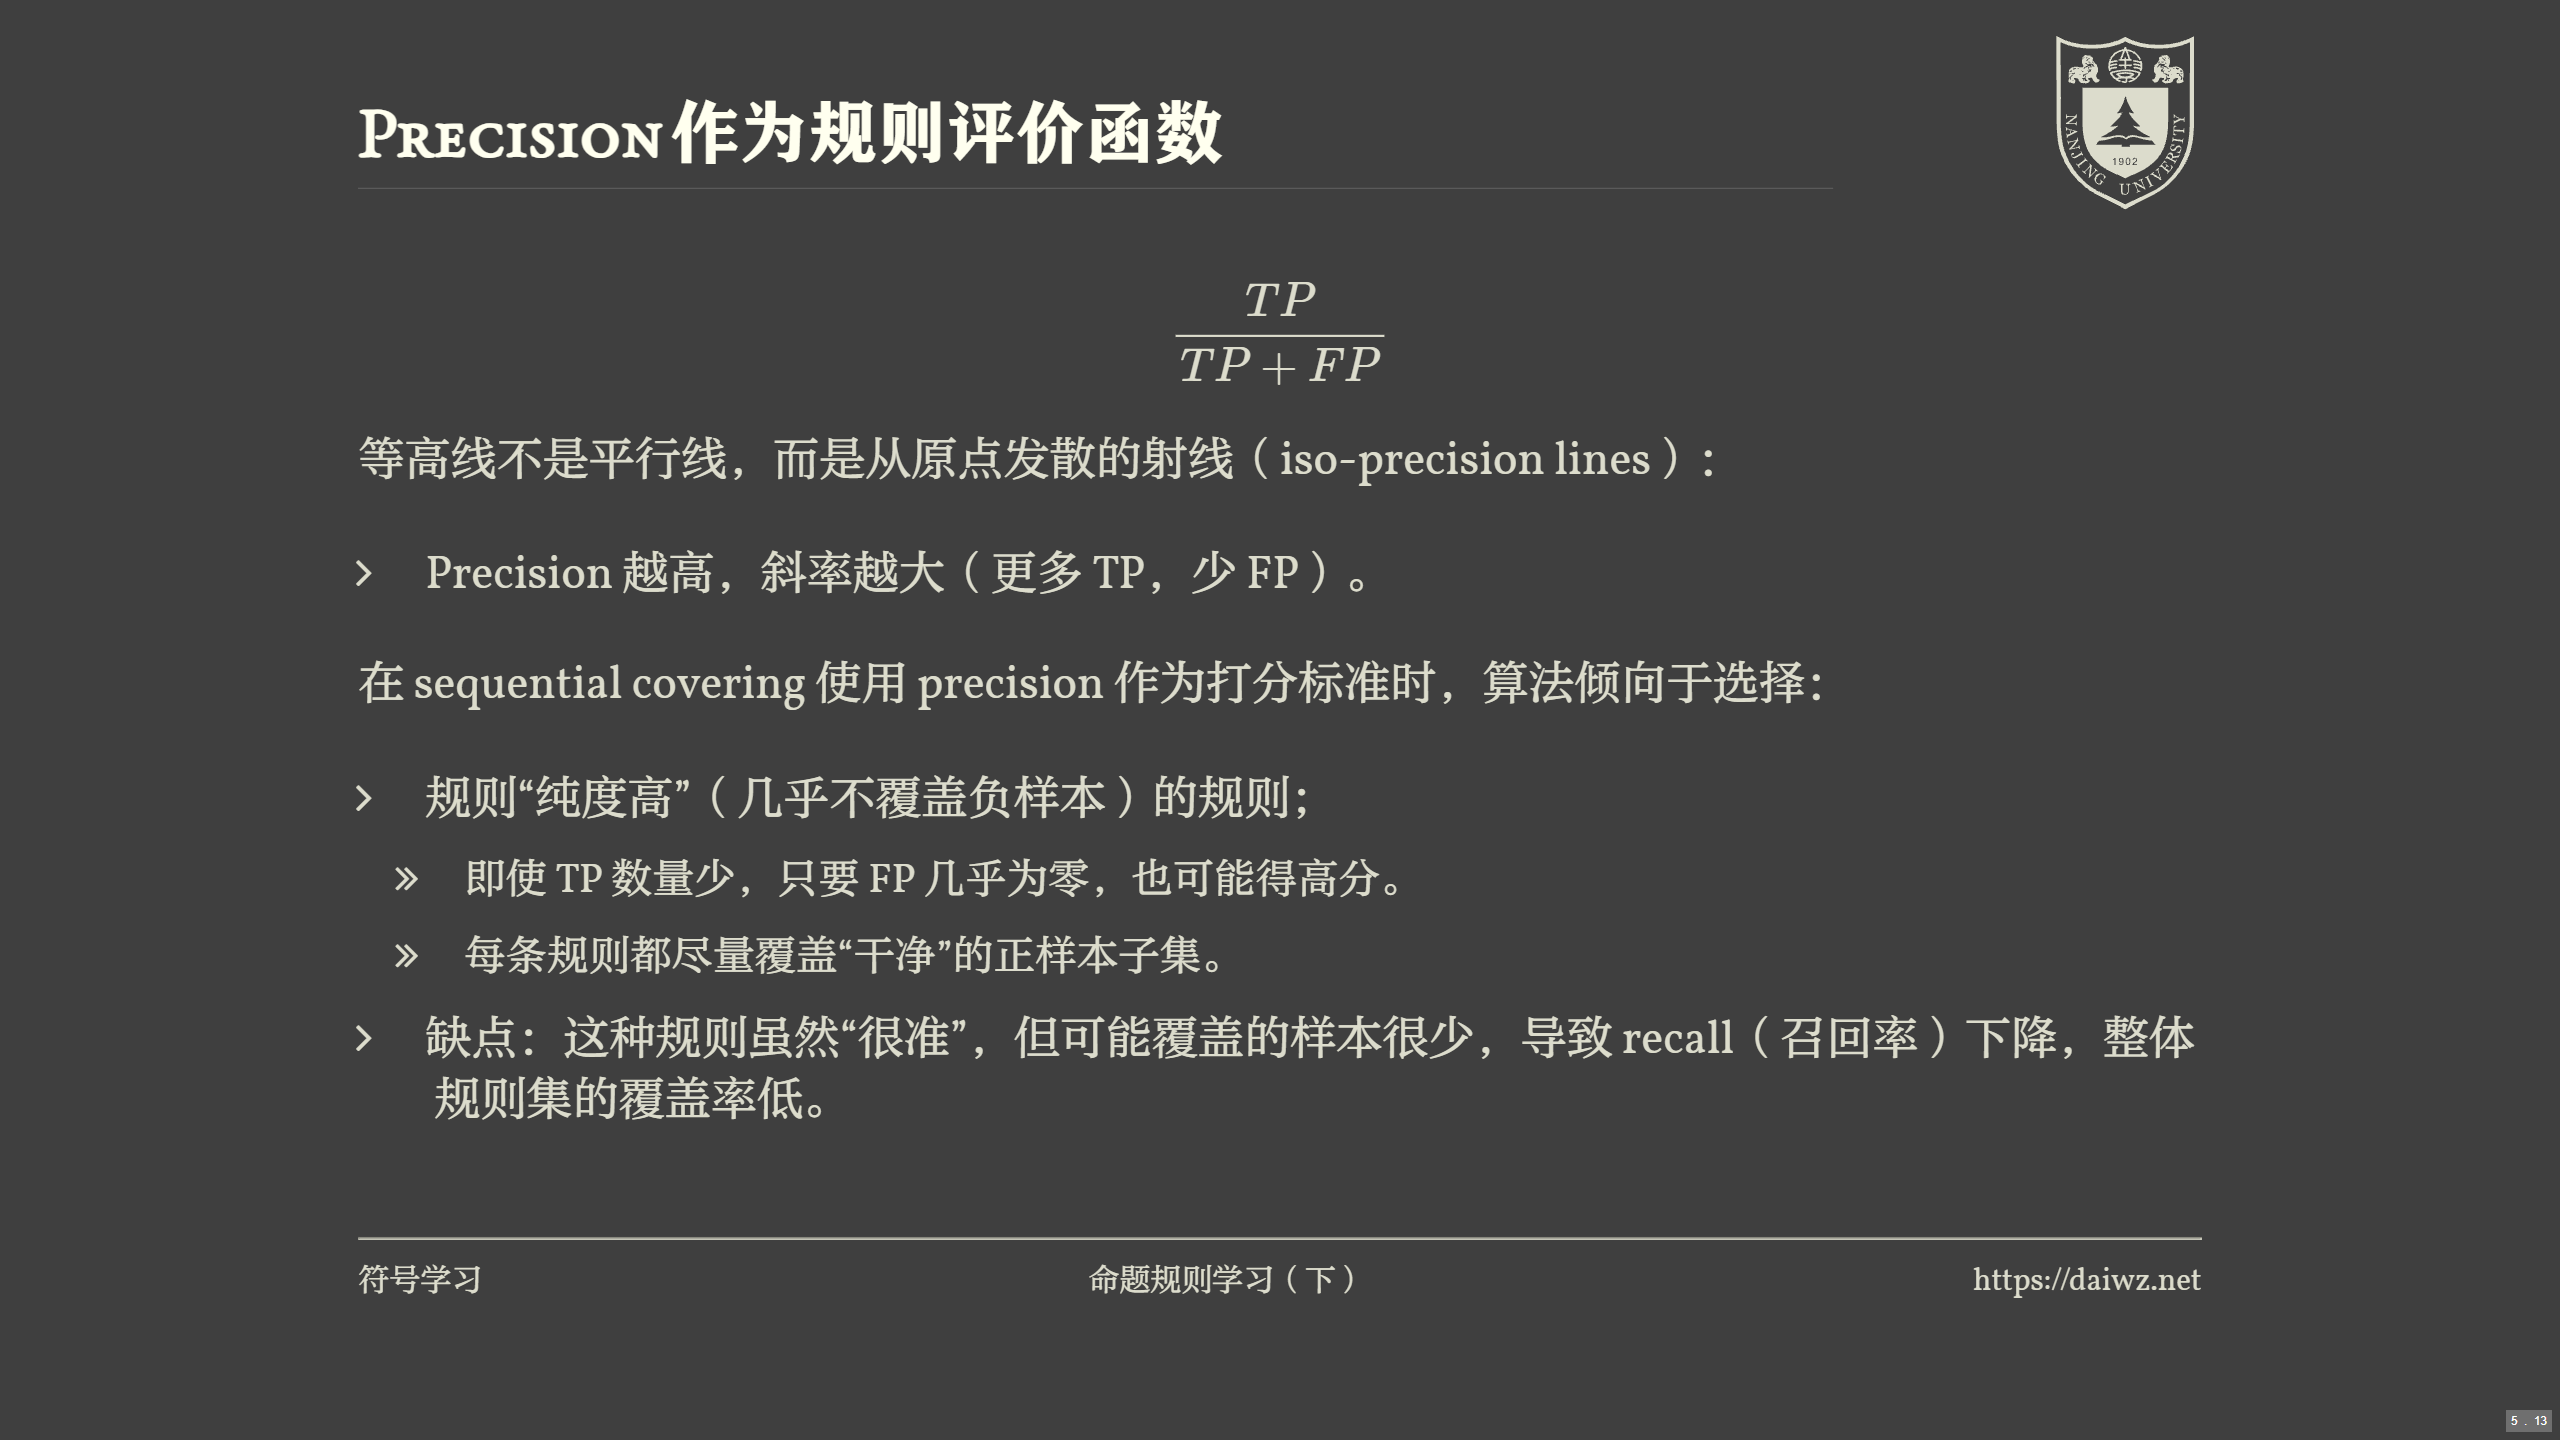 Precision作为规则评价函数
NANJING UNIVERSITY
1902
TP
TP + FP
等高线不是平行线，而是从原点发散的射线（iso-precision lines）：
Precision 越高，斜率越大（更多 TP，少 FP）。
在 sequential covering 使用 precision 作为打分标准时，算法倾向于选择：
规则“纯度高”（几乎不覆盖负样本）的规则；
即使 TP 数量少，只要 FP 几乎为零，也可能得高分。
每条规则都尽量覆盖“干净”的正样本子集。
缺点：这种规则虽然“很准”，但可能覆盖的样本很少，导致 recall（召回率）下降，整体
规则集的覆盖率低。
符号学习
命题规则学习（下）
https://daiwz.net
5 . 13